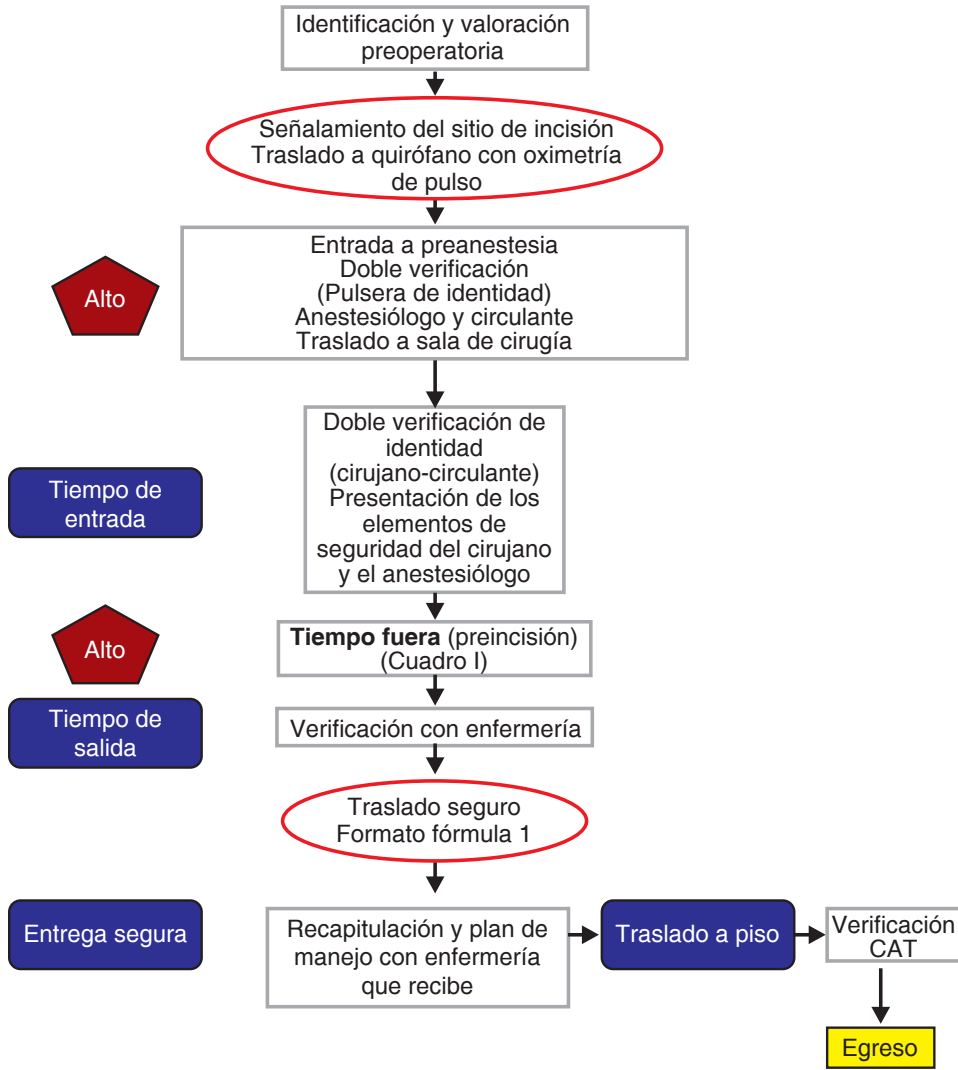 Identificación y valoración
preoperatoria
Señalamiento del sitio de incisión
Traslado a quirófano con oximetría
de pulso
Alto
Entrada a preanestesia
Doble verificación
(Pulsera de identidad)
Anestesiólogo y circulante
Traslado a sala de cirugía
Tiempo de
entrada
Doble verificación de
identidad
(cirujano-circulante)
Presentación de los
elementos de
seguridad del cirujano
y el anestesiólogo
Alto
Tiempo fuera (preincisión)
(Cuadro I)
Tiempo de
salida
Verificación con enfermería
Traslado seguro
Formato fórmula 1
Entrega segura
Recapitulación y plan de
manejo con enfermería
que recibe
Traslado a piso
Verificación
CAT
Egreso